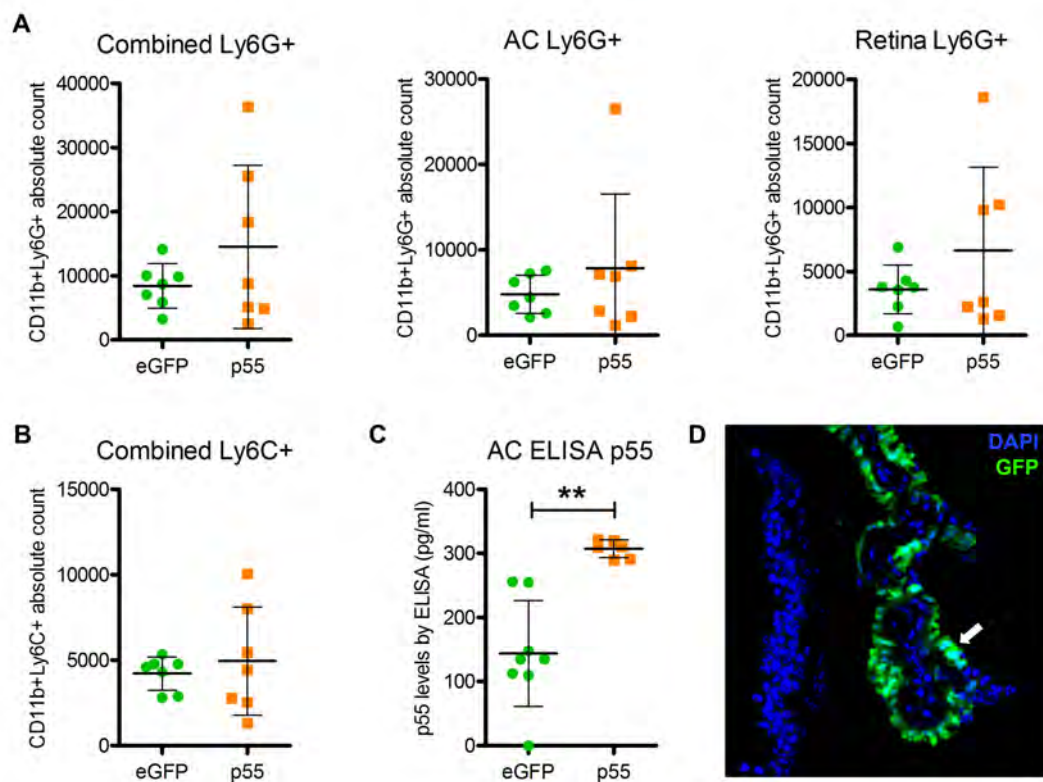 A
Combined Ly6G+
AC Ly6G+
Retina Ly6G+
CD11b+Ly6G+ absolute count
40000
30000
20000
10000
0
eGFP
p55
CD11b+Ly6G+ absolute count
30000
20000
10000
0
eGFP
p55
CD11b+Ly6G+ absolute count
20000
15000
10000
5000
0
eGFP
p55
B
Combined Ly6C+
CD11b+Ly6C+ absolute count
15000
10000
5000
0
eGFP
p55
C
AC ELISA p55
p55 levels by ELISA (pg/ml)
400
300
200
100
0
**
eGFP
p55
D
DAPI
GFP